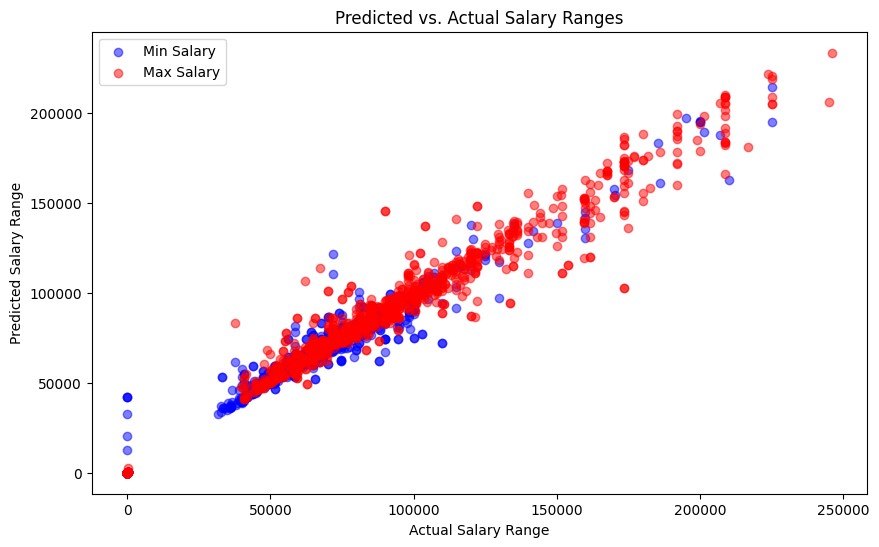 Predicted vs. Actual Salary Ranges
Min Salary
Max Salary
Predicted Salary Range
200000
150000
100000
50000
0
0
50000
100000
150000
200000
250000
Actual Salary Range